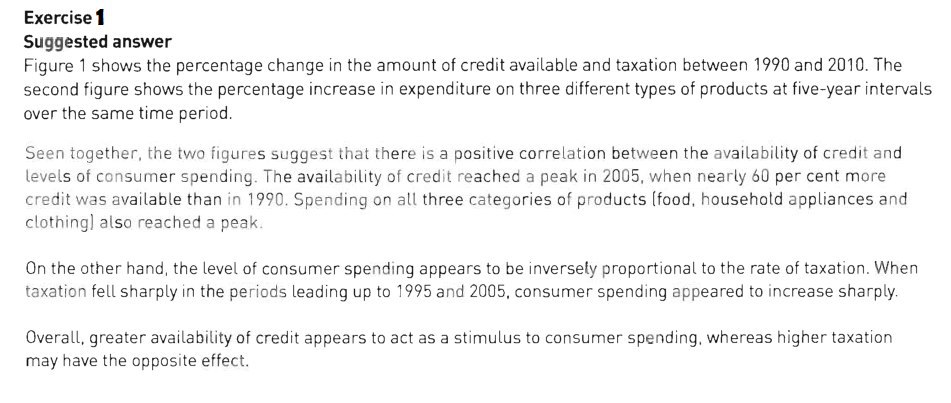 Exercise 1
Suggested answer
Figure 1 shows the percentage change in the amount of credit available and taxation between 1990 and 2010. The
second figure shows the percentage increase in expenditure on three different types of products at five-year intervals
over the same time period.
Seen together, the two figures suggest that there is a positive correlation between the availability of credit and
levels of consumer spending. The availability of credit reached a peak in 2005, when nearly 60 per cent more
credit was available than in 1990. Spending on all three categories of products (food, household appliances and
clothing) also reached a peak.
On the other hand, the level of consumer spending appears to be inversely proportional to the rate of taxation. When
taxation fell sharply in the periods leading up to 1995 and 2005, consumer spending appeared to increase sharply.
Overall, greater availability of credit appears to act as a stimulus to consumer spending, whereas higher taxation
may have the opposite effect.